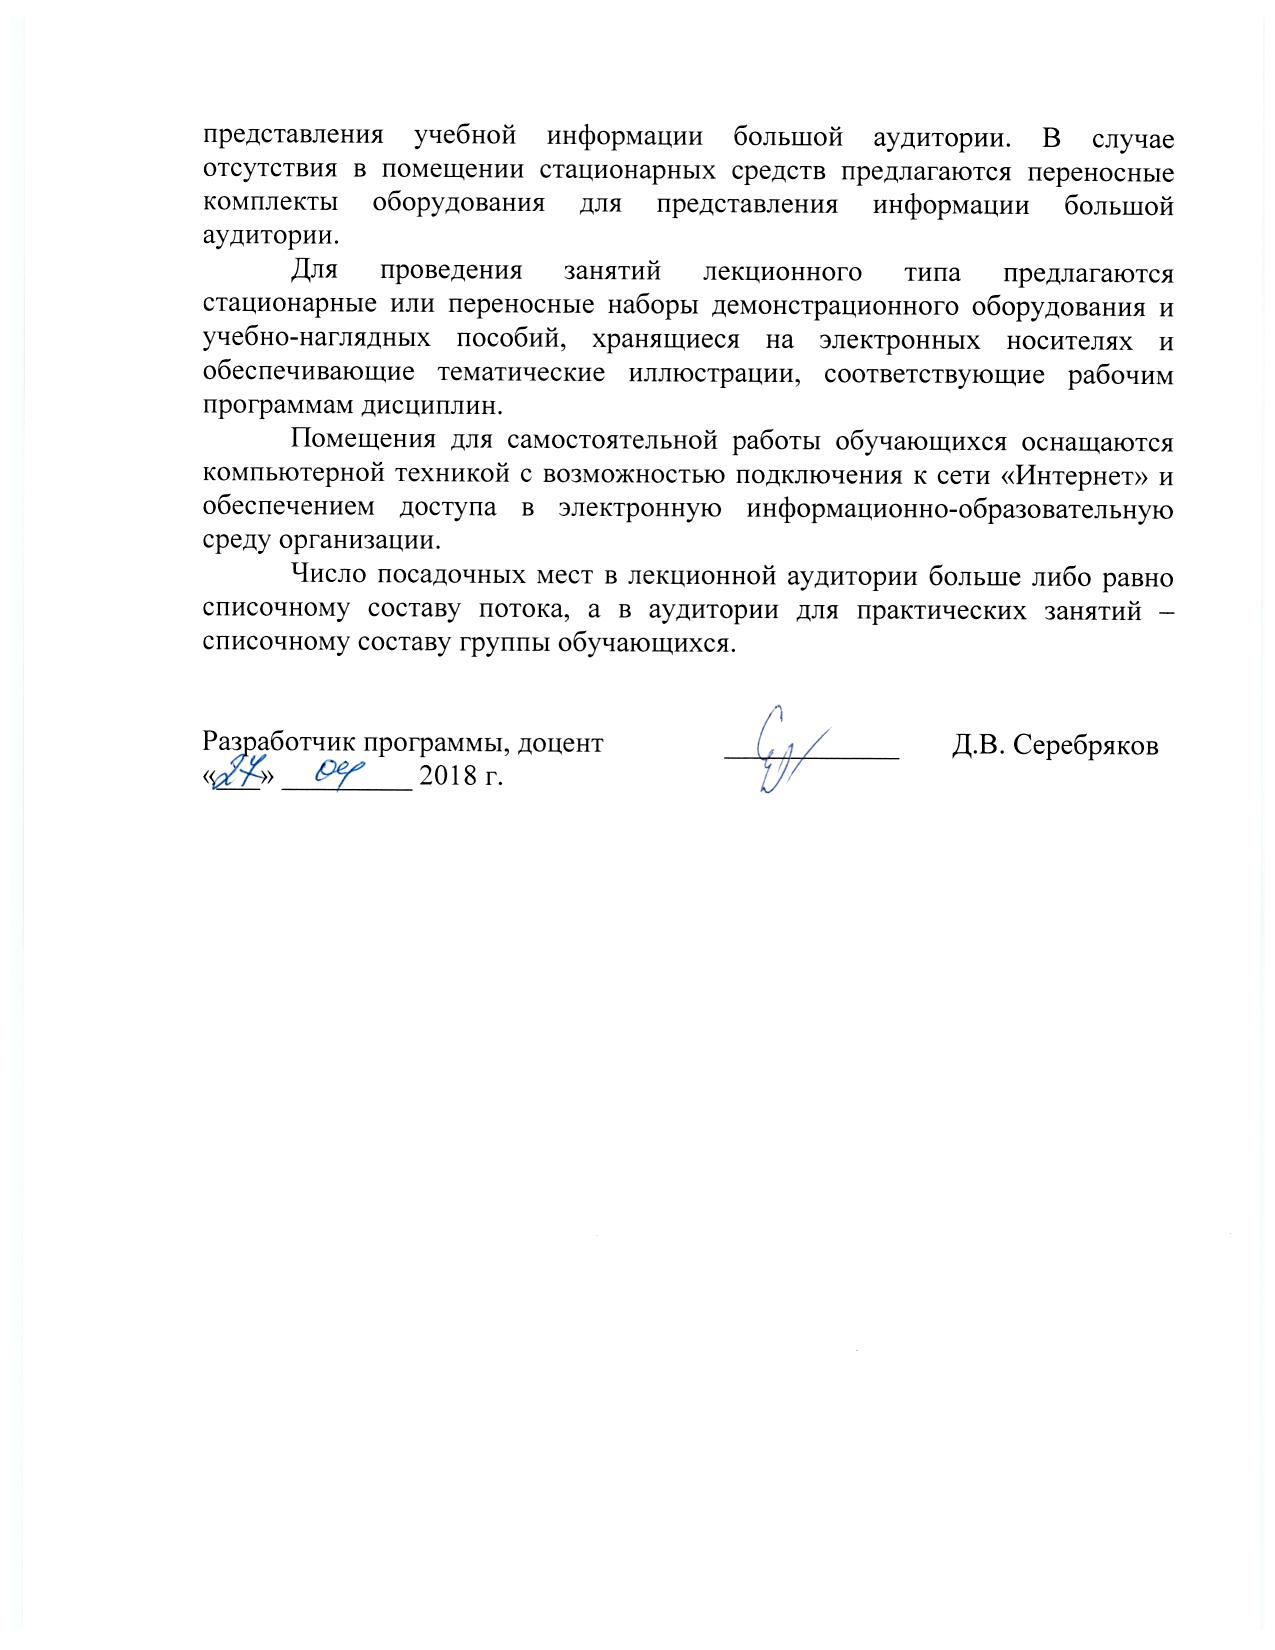 представления учебной информации большой аудитории. В случае
отсутствия в помещении стационарных средств предлагаются переносные
комплекты оборудования для представления информации большой
аудитории.
Для проведения занятий лекционного типа предлагаются
стационарные или переносные наборы демонстрационного оборудования и
учебно-наглядных пособий, хранящиеся на электронных носителях и
обеспечивающие тематические иллюстрации, соответствующие рабочим
программам дисциплин.
Помещения для самостоятельной работы обучающихся оснащаются
компьютерной техникой с возможностью подключения к сети «Интернет» и
обеспечением доступа в электронную информационно-образовательную
среду организации.
Число посадочных мест в лекционной аудитории больше либо равно
списочному составу потока, а в аудитории для практических занятий –
списочному составу группы обучающихся.
Разработчик программы, доцент Д.В. Серебряков
«27» 04 2018 г.